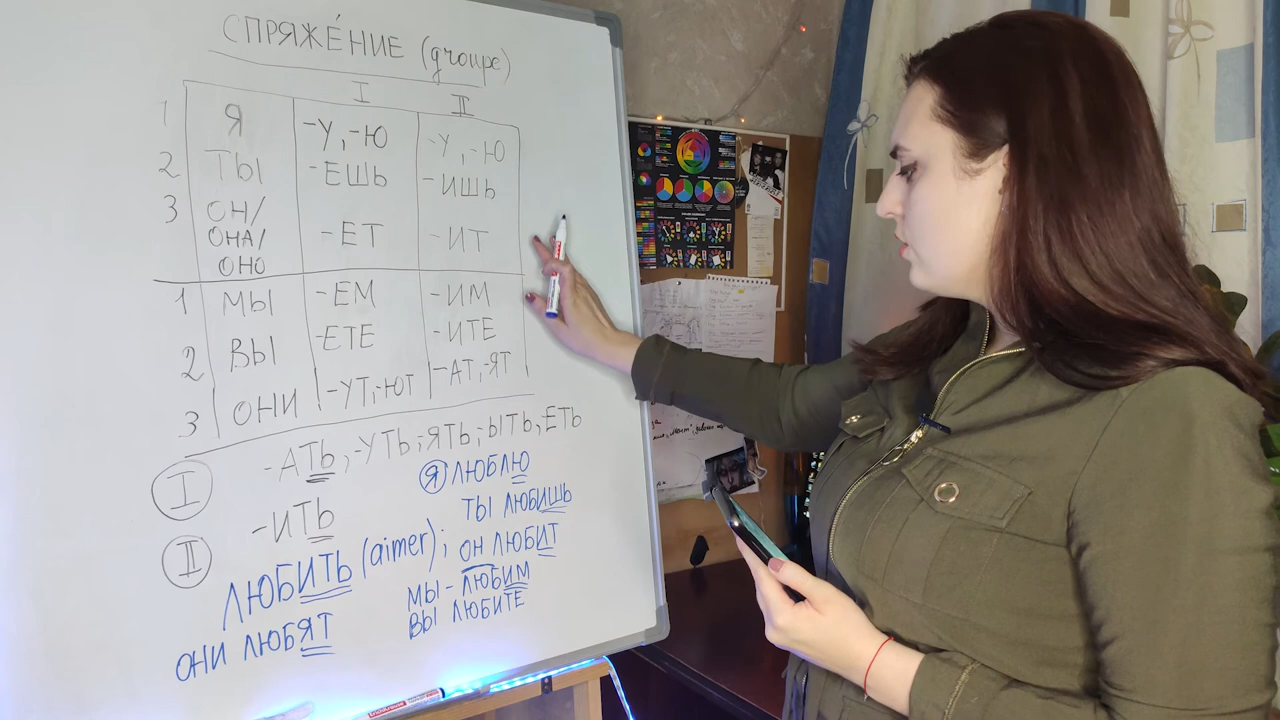 СПРЯЖЕ́НИЕ (groupe)
I II
1 Я -У, -Ю -У, -Ю
2 ТЫ -ЕШЬ -ИШЬ
3 ОН/ ОНА/ ОНО -ЕТ -ИТ
1 МЫ -ЕМ -ИМ
2 ВЫ -ЕТЕ -ИТЕ
3 ОНИ -УТ,-ЮТ -АТ,-ЯТ
I -АТЬ,-УТЬ,-ЯТЬ,-ЫТЬ,ЕТЬ
II -ИТЬ
ЛЮБИТЬ (aimer);
Я ЛЮБЛЮ
ТЫ ЛЮБИШЬ
ОН ЛЮБИТ
МЫ - ЛЮБИМ
ВЫ ЛЮБИТЕ
ОНИ ЛЮБЯТ